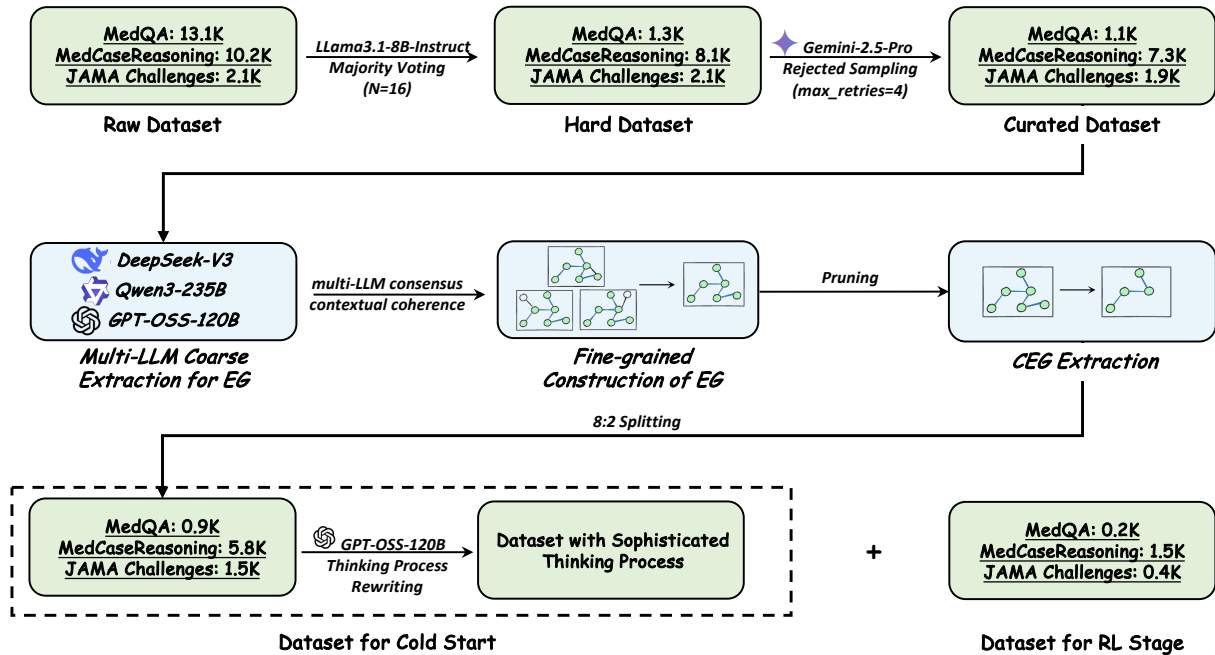 MedQA: 13.1K
MedCaseReasoning: 10.2K
JAMA Challenges: 2.1K
Raw Dataset
LLama3.1-8B-Instruct
Majority Voting
(N=16)
MedQA: 1.3K
MedCaseReasoning: 8.1K
JAMA Challenges: 2.1K
Hard Dataset
Gemini-2.5-Pro
Rejected Sampling
(max_retries=4)
MedQA: 1.1K
MedCaseReasoning: 7.3K
JAMA Challenges: 1.9K
Curated Dataset
DeepSeek-V3
Qwen3-235B
GPT-OSS-120B
Multi-LLM Coarse
Extraction for EG
multi-LLM consensus
contextual coherence
Fine-grained
Construction of EG
Pruning
CEG Extraction
8:2 Splitting
MedQA: 0.9K
MedCaseReasoning: 5.8K
JAMA Challenges: 1.5K
GPT-OSS-120B
Thinking Process
Rewriting
Dataset with Sophisticated
Thinking Process
Dataset for Cold Start
+
MedQA: 0.2K
MedCaseReasoning: 1.5K
JAMA Challenges: 0.4K
Dataset for RL Stage